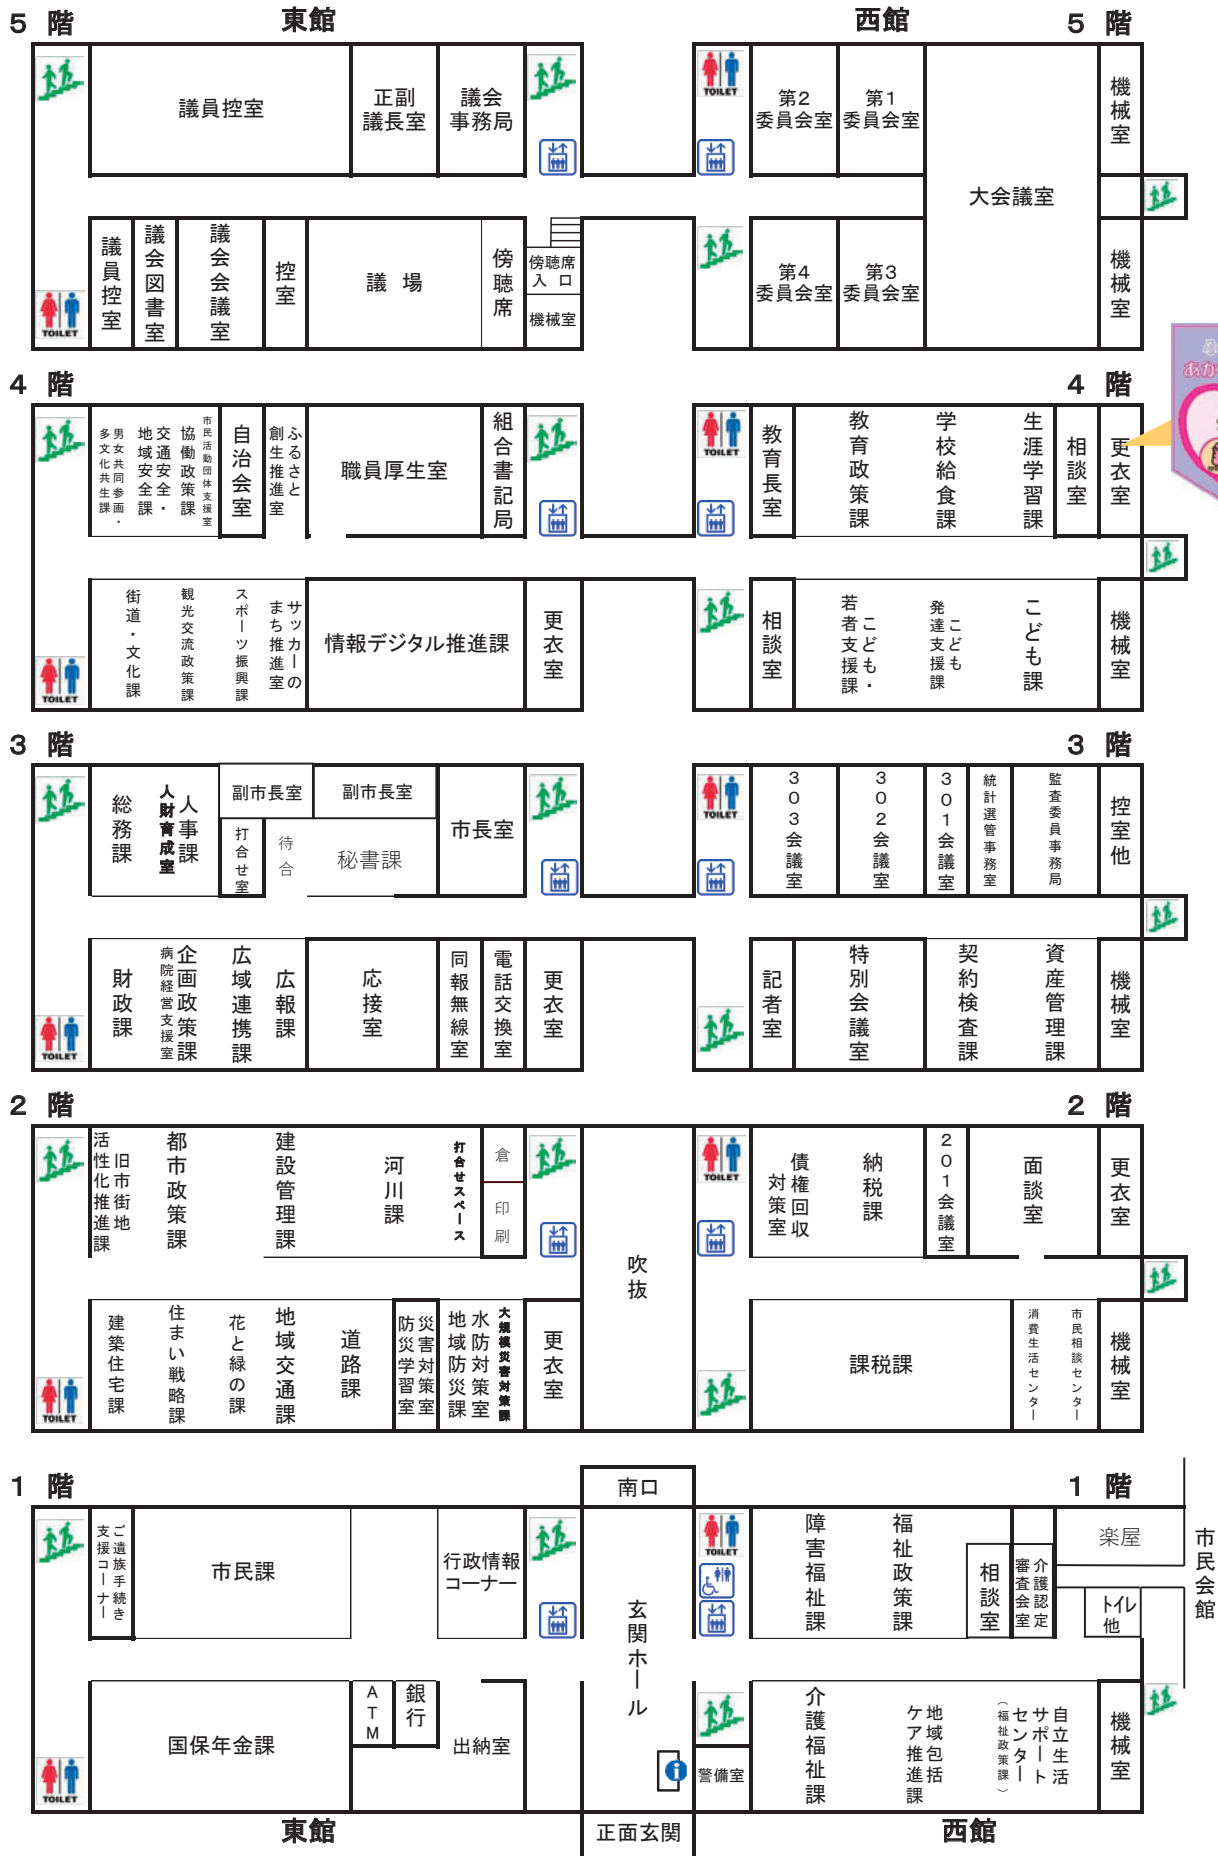 5 階
東館
西館
5 階
議員控室
正副
議長室
議会
事務局
TOILET
第2
委員会室
第1
委員会室
大会議室
機械室
議員控室
議会図書室
議会会議室
控室
議 場
傍聴席
傍聴席
入 口
機械室
TOILET
第4
委員会室
第3
委員会室
機械室
4 階
4 階
男女共同参画・
多文化共生課
交通安全・
地域安全課
協働政策課
市民活動団体支援室
自治会室
ふるさと
創生推進室
職員厚生室
組合書記局
TOILET
教育長室
教育政策課
学校給食課
生涯学習課
相談室
更衣室
街道・文化課
観光交流政策課
スポーツ振興課
サッカーの
まち推進室
情報デジタル推進課
更衣室
TOILET
相談室
こども・
若者支援課
こども
発達支援課
こども課
機械室
3 階
3 階
総務課
人事課
人財育成室
副市長室
副市長室
打合せ室
待合
秘書課
市長室
TOILET
303会議室
302会議室
301会議室
統計選管事務室
監査委員事務局
控室他
財政課
企画政策課
病院経営支援室
広域連携課
広報課
応接室
同報無線室
電話交換室
更衣室
TOILET
記者室
特別会議室
契約検査課
資産管理課
機械室
2 階
2 階
旧市街地
活性化推進課
都市政策課
建設管理課
河川課
打合せスペース
倉
印刷
吹抜
TOILET
債権回収
対策室
納税課
201会議室
面談室
更衣室
建築住宅課
住まい戦略課
花と緑の課
地域交通課
道路課
災害対策室
防災学習室
水防対策室
地域防災課
大規模災害対策課
更衣室
TOILET
課税課
消費生活センター
市民相談センター
機械室
1 階
南口
1 階
ご遺族手続き
支援コーナー
市民課
行政情報
コーナー
玄関ホール
TOILET
障害福祉課
福祉政策課
相談室
介護認定
審査会室
楽屋
トイレ
他
市民会館
国保年金課
ATM
銀行
出納室
TOILET
警備室
介護福祉課
地域包括
ケア推進課
自立生活
サポート
センター
（福祉政策課）
機械室
東館
正面玄関
西館